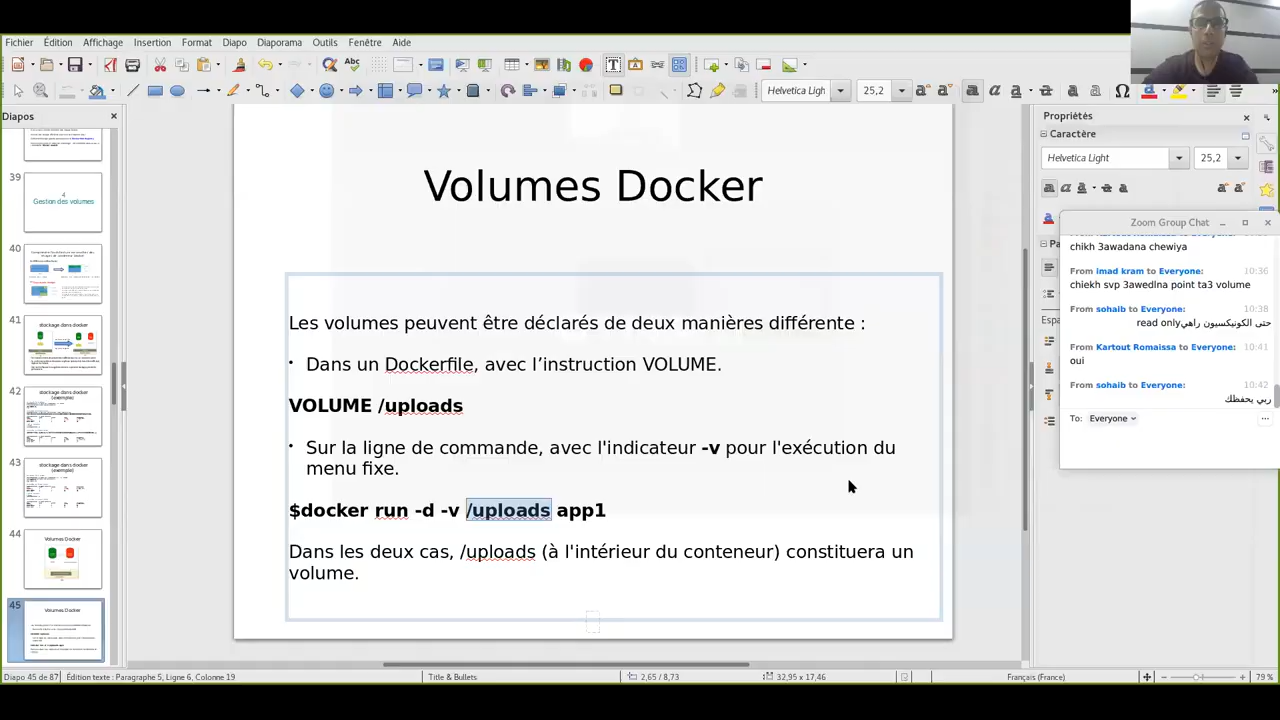 Fichier Édition Affichage Insertion Format Diapo Diaporama Outils Fenêtre Aide
Helvetica Ligh 25,2
Diapos
39
4
Gestion des volumes
40
41
stockage dans docker
42
stockage dans docker
(exemple)
43
stockage dans docker
(exemple)
44
Volumes Docker
45
Volumes Docker
Volumes Docker
Les volumes peuvent être déclarés de deux manières différente :
• Dans un Dockerfile, avec l’instruction VOLUME.
VOLUME /uploads
• Sur la ligne de commande, avec l'indicateur -v pour l'exécution du
menu fixe.
$docker run -d -v /uploads app1
Dans les deux cas, /uploads (à l'intérieur du conteneur) constituera un
volume.
Propriétés
Caractère
Helvetica Light 25,2
Zoom Group Chat
chikh 3awadana chewiya
From imad kram to Everyone: 10:36
chiekh svp 3awedlna point ta3 volume
From sohaib to Everyone: 10:38
حتى الكونيكسيون راهي read only
From Kartout Romaissa to Everyone: 10:41
oui
From sohaib to Everyone: 10:42
ربي يحفظك
To: Everyone
Diapo 45 de 87 Édition texte : Paragraphe 5, Ligne 6, Colonne 19 Title & Bullets 2,65 / 8,73 32,95 x 17,46 Français (France) 79 %